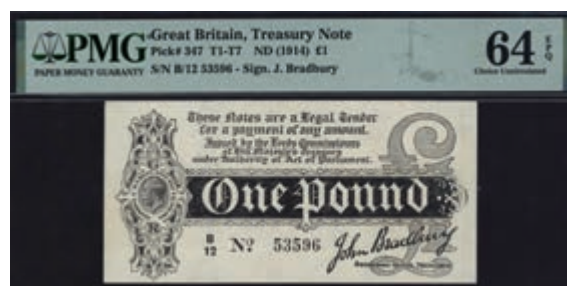 PMG
PAPER MONEY GUARANTY
Great Britain, Treasury Note
Pick# 347 T1-T7 ND (1914) £1
S/N B/12 53596 - Sign. J. Bradbury
64 EPQ
Choice Uncirculated
These Notes are a Legal Tender
for a payment of any amount.
Issued by the Lords Commissioners
of His Majesty's Treasury
under Authority of Act of Parliament.
One Pound
B
12 Nº 53596
John Bradbury